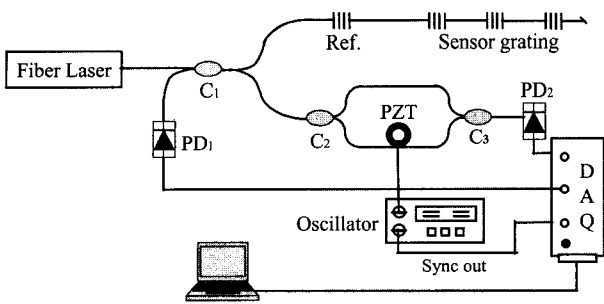 Ref.
Sensor grating
Fiber Laser
C1
PD2
PZT
PD1
C2
C3
D
A
Q
Oscillator
Sync out